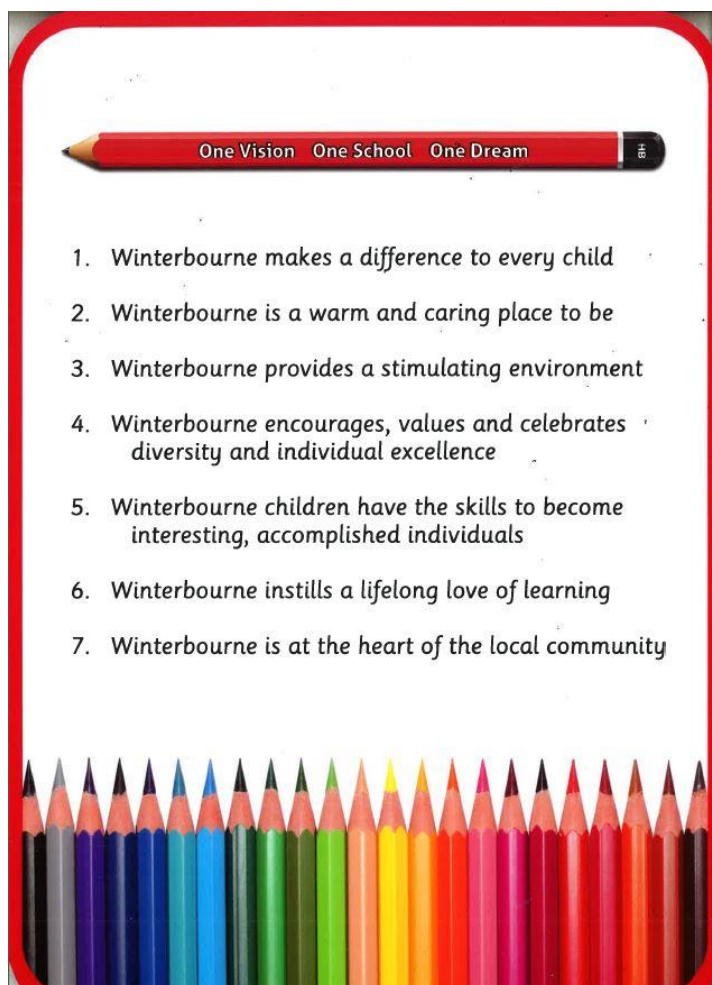 One Vision One School One Dream
HB
1. Winterbourne makes a difference to every child
2. Winterbourne is a warm and caring place to be
3. Winterbourne provides a stimulating environment
4. Winterbourne encourages, values and celebrates
diversity and individual excellence
5. Winterbourne children have the skills to become
interesting, accomplished individuals
6. Winterbourne instills a lifelong love of learning
7. Winterbourne is at the heart of the local community